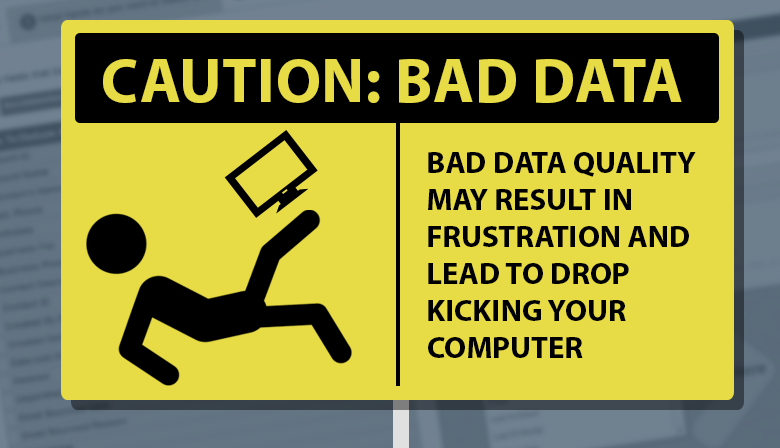 CAUTION: BAD DATA
BAD DATA QUALITY
MAY RESULT IN
FRUSTRATION AND
LEAD TO DROP
KICKING YOUR
COMPUTER